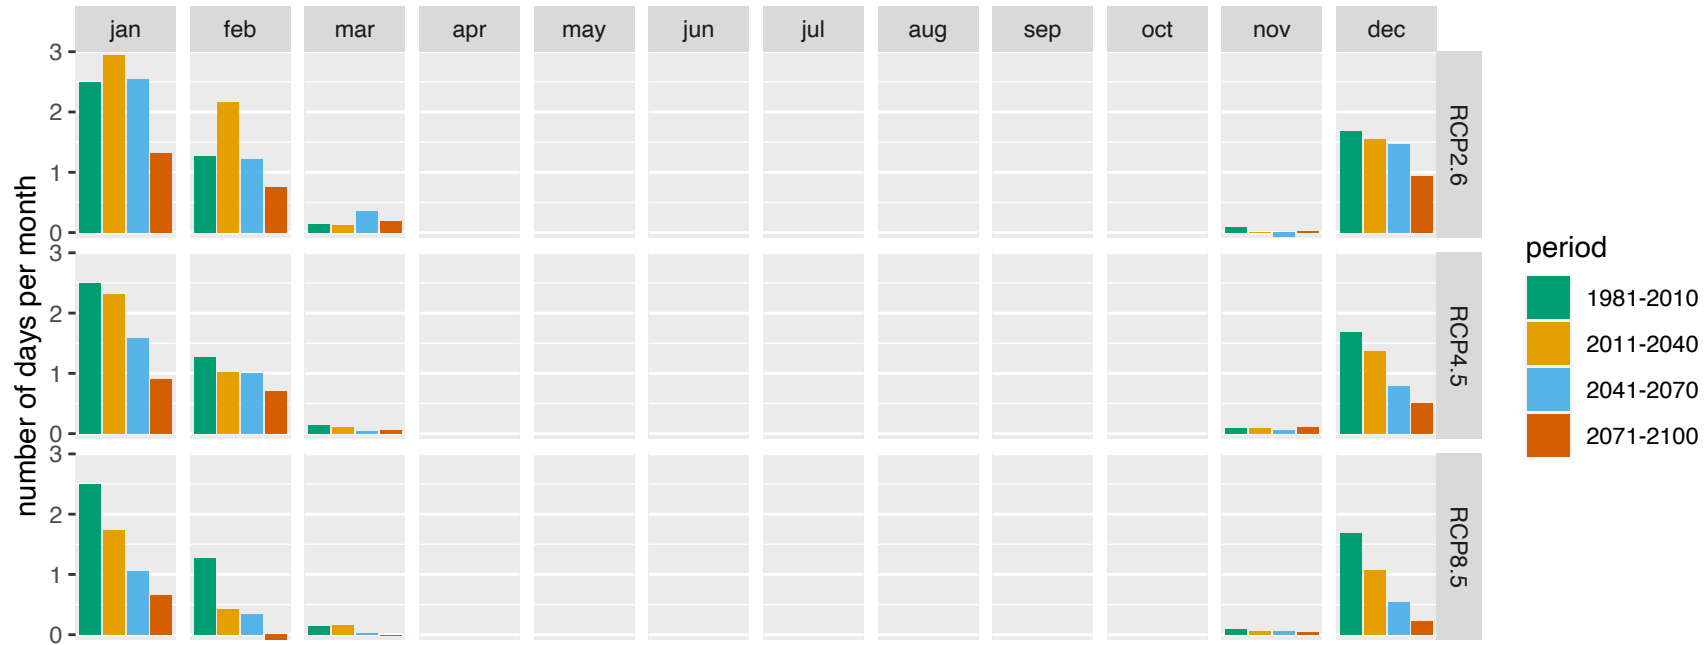 jan feb mar apr may jun jul aug sep oct nov dec
number of days per month
3
2
1
0
RCP2.6
3
2
1
0
RCP4.5
3
2
1
0
RCP8.5
period
1981-2010
2011-2040
2041-2070
2071-2100